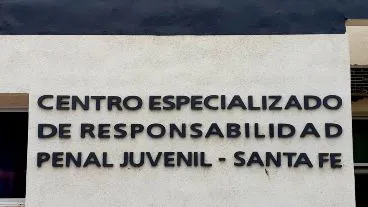 CENTRO ESPECIALIZADO
DE RESPONSABILIDAD
PENAL JUVENIL - SANTA FE